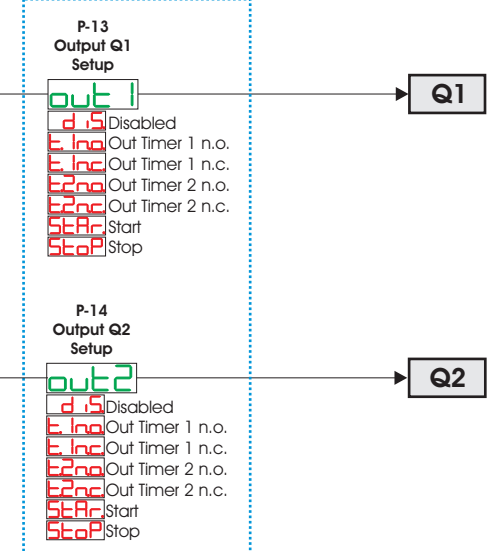 P-13
Output Q1
Setup
out 1
Q1
d iS. Disabled
t. 1no. Out Timer 1 n.o.
t. 1nc. Out Timer 1 n.c.
t2no. Out Timer 2 n.o.
t2nc. Out Timer 2 n.c.
StAr. Start
StoP Stop
P-14
Output Q2
Setup
out2
Q2
d iS. Disabled
t. 1no. Out Timer 1 n.o.
t. 1nc. Out Timer 1 n.c.
t2no. Out Timer 2 n.o.
t2nc. Out Timer 2 n.c.
StAr. Start
StoP Stop